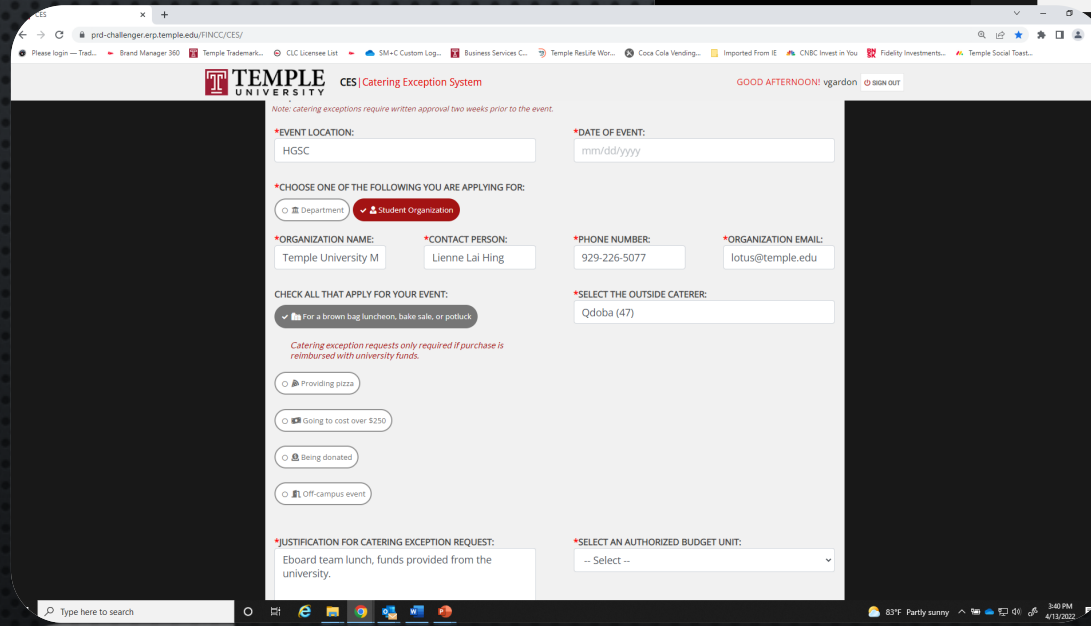 CES
prd-challenger.erp.temple.edu/FINCC/CES/
Please login — Trad... Brand Manager 360 Temple Trademark... CLC Licensee List SM+C Custom Log... Business Services C... Temple ResLife Wor... Coca Cola Vending... Imported From IE CNBC Invest in You Fidelity Investments... Temple Social Toast...
TEMPLE UNIVERSITY CES|Catering Exception System GOOD AFTERNOON! vgardon SIGN OUT
Note: catering exceptions require written approval two weeks prior to the event.
*EVENT LOCATION: *DATE OF EVENT:
HGSC mm/dd/yyyy
*CHOOSE ONE OF THE FOLLOWING YOU ARE APPLYING FOR:
Department Student Organization
*ORGANIZATION NAME: *CONTACT PERSON: *PHONE NUMBER: *ORGANIZATION EMAIL:
Temple University M Lienne Lai Hing 929-226-5077 lotus@temple.edu
CHECK ALL THAT APPLY FOR YOUR EVENT: *SELECT THE OUTSIDE CATERER:
For a brown bag luncheon, bake sale, or potluck Qdoba (47)
Catering exception requests only required if purchase is
reimbursed with university funds.
Providing pizza
Going to cost over $250
Being donated
Off-campus event
*JUSTIFICATION FOR CATERING EXCEPTION REQUEST: *SELECT AN AUTHORIZED BUDGET UNIT:
Eboard team lunch, funds provided from the -- Select --
university.
Type here to search 83°F Partly sunny 3:40 PM
4/13/2022